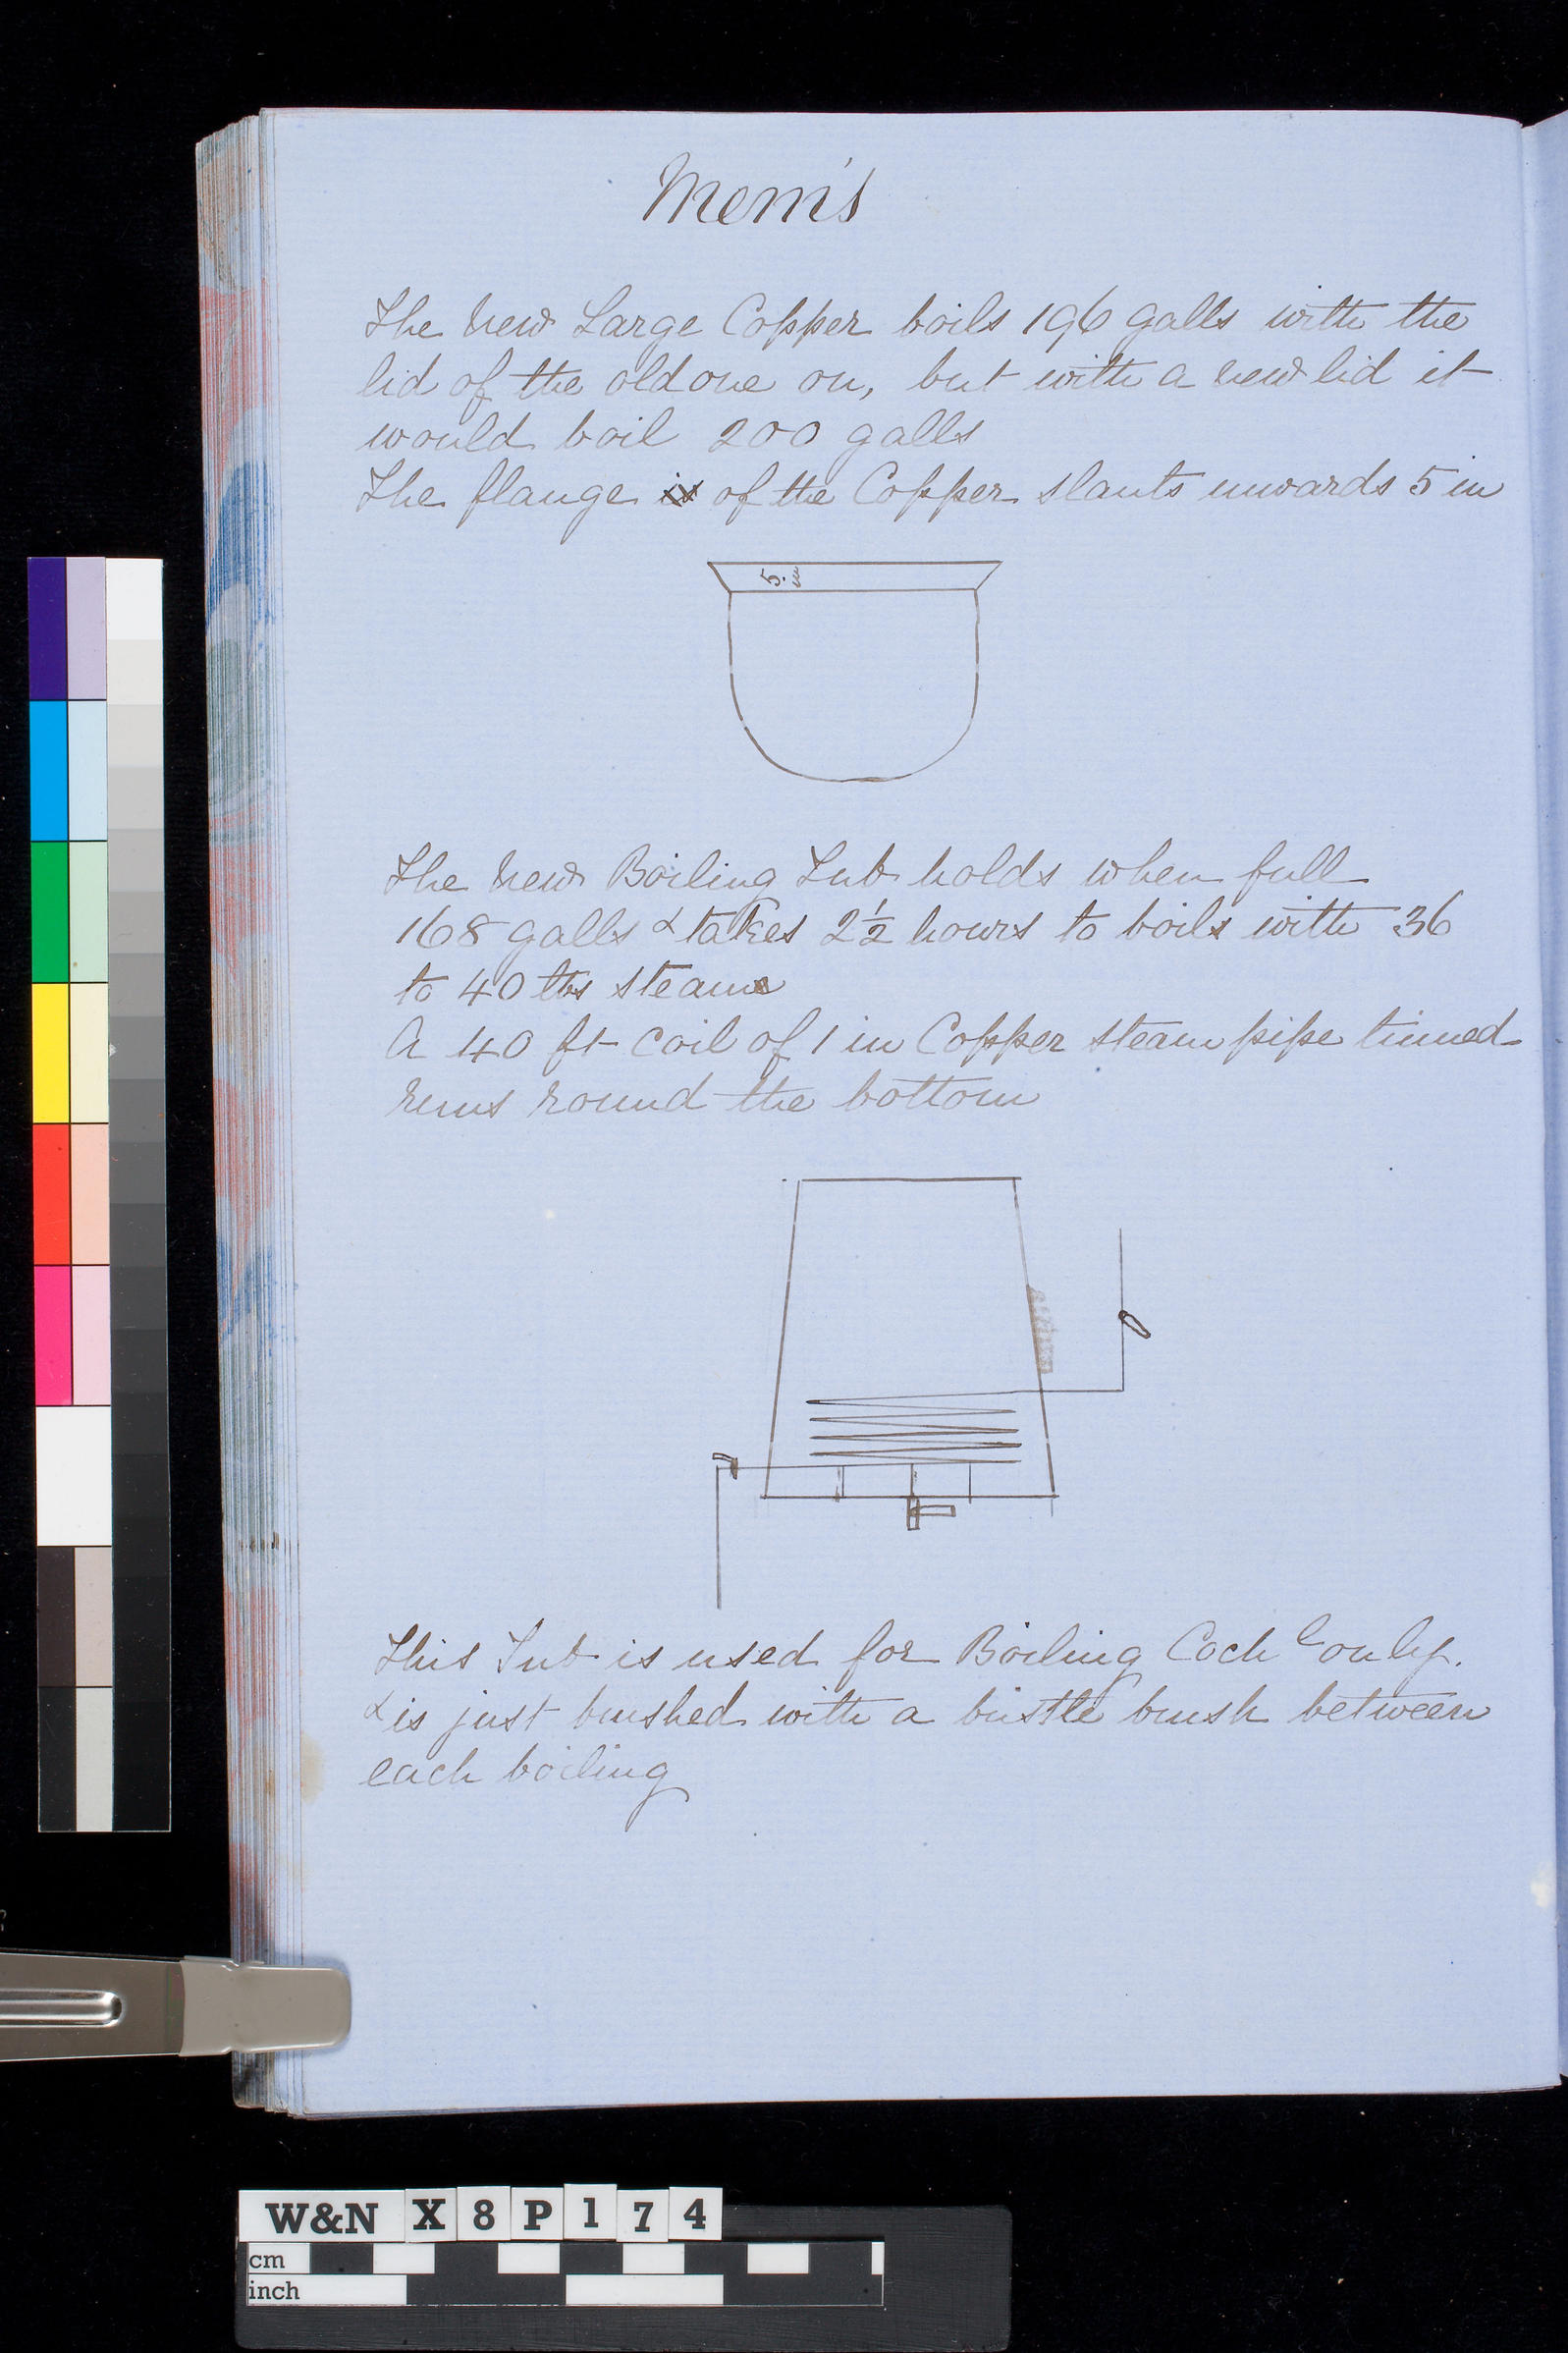 Mem's
The new Large Copper boils 196 galls with the
lid of the old one on, but with a new lid it
would boil 200 galls
The flange is of the Copper slants inwards 5 in
5. in
The new Boiling Tub holds when full
168 galls & takes 2½ hours to boils with 36
to 40 lbs steam
A 40 ft coil of 1 in Copper steam pipe tinned
runs round the bottom
This Tub is used for Boiling Coch l only.
& is just brushed with a bristle brush between
each boiling
W&N X 8 P 1 7 4
cm
inch